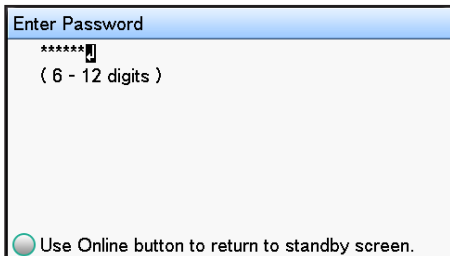 Enter Password
******↲
( 6 - 12 digits )
Use Online button to return to standby screen.